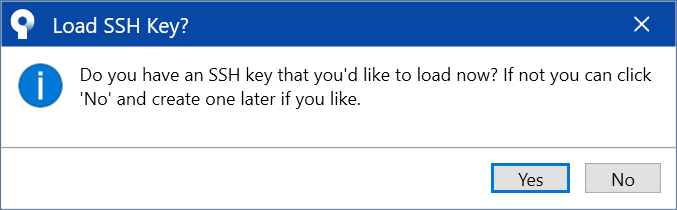 Load SSH Key?
Do you have an SSH key that you'd like to load now? If not you can click
'No' and create one later if you like.
Yes No